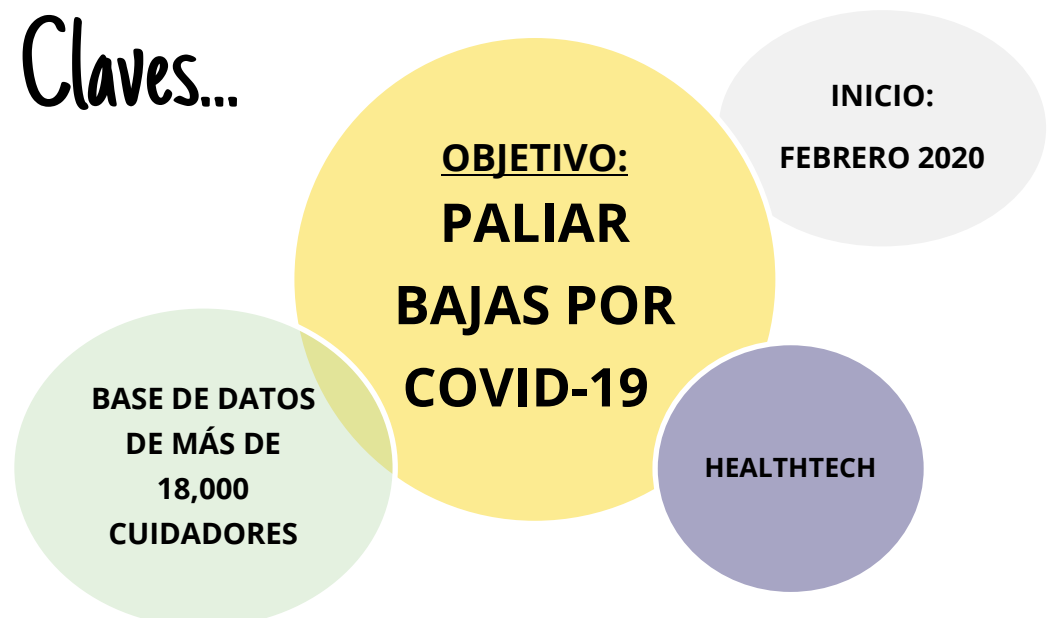 Claves...
OBJETIVO:
PALIAR
BAJAS POR
COVID-19
INICIO:
FEBRERO 2020
BASE DE DATOS
DE MÁS DE
18,000
CUIDADORES
HEALTHTECH